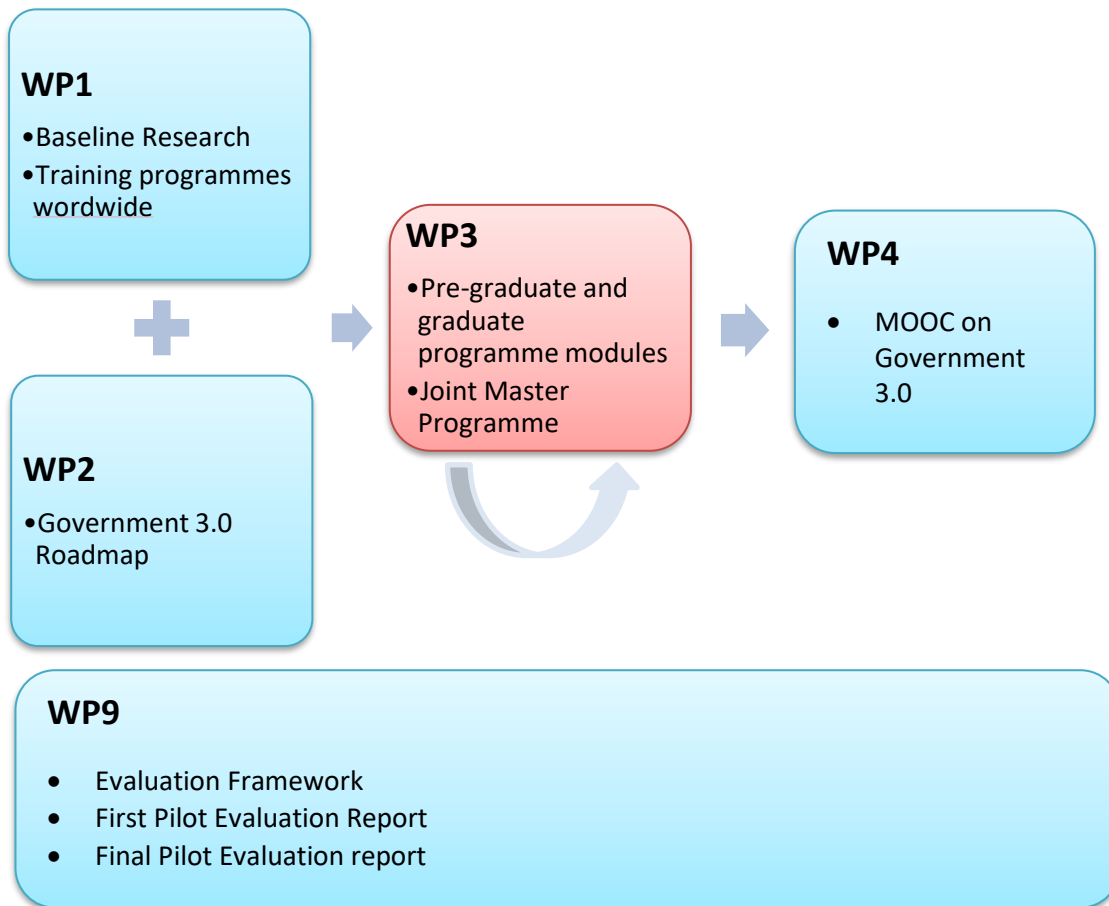 WP1
•Baseline Research
•Training programmes
wordwide
WP2
•Government 3.0
Roadmap
WP3
•Pre-graduate and
graduate
programme modules
•Joint Master
Programme
WP4
• MOOC on
Government
3.0
WP9
• Evaluation Framework
• First Pilot Evaluation Report
• Final Pilot Evaluation report